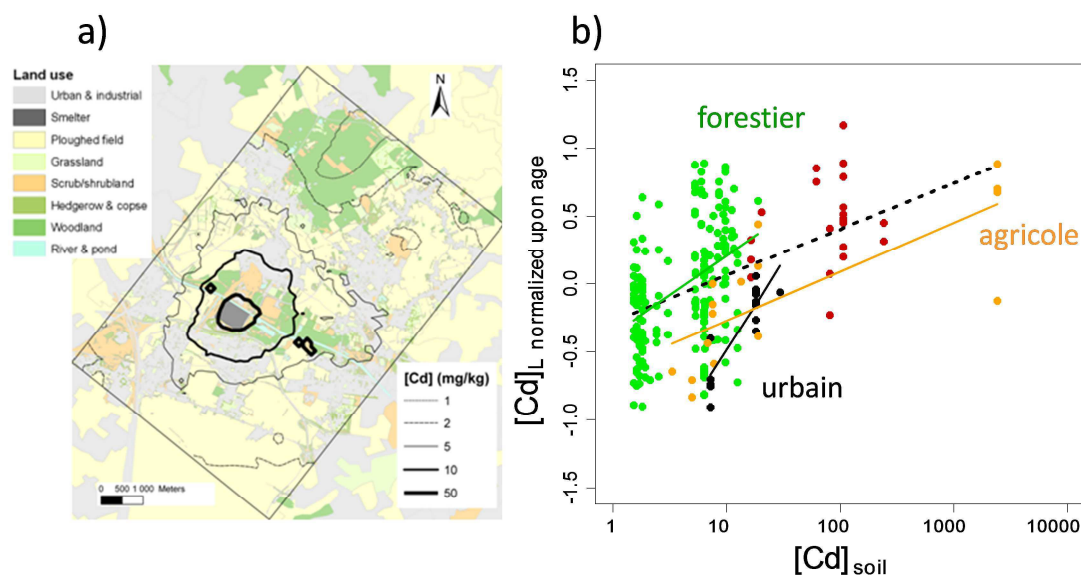 a)
Land use
Urban & industrial
Smelter
Ploughed field
Grassland
Scrub/shrubland
Hedgerow & copse
Woodland
River & pond
N
[Cd] (mg/kg)
1
2
5
10
50
0 500 1 000 Meters
b)
[Cd]L normalized upon age
1.5
1.0
0.5
0.0
-0.5
-1.0
-1.5
forestier
agricole
urbain
1
10
100
1000
10000
[Cd]soil